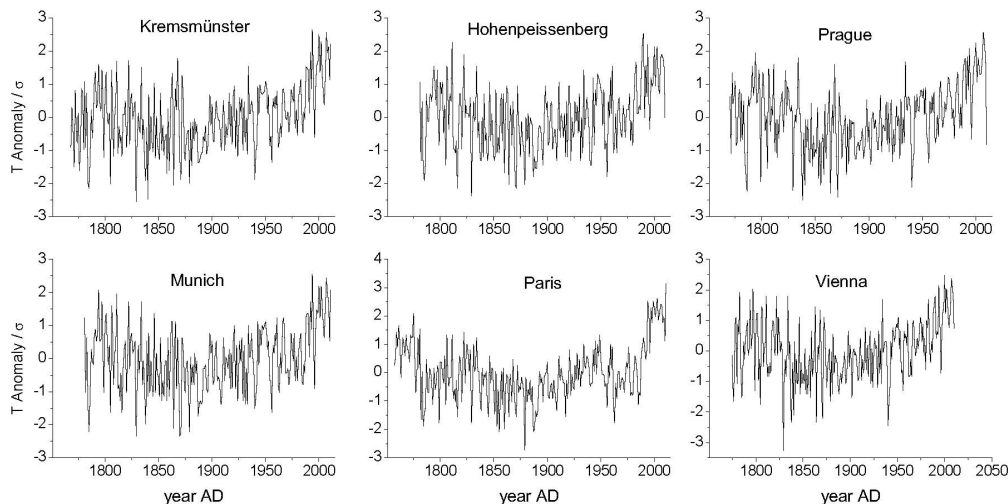 Kremsmünster
Hohenpeissenberg
Prague
T Anomaly / σ
3
2
1
0
-1
-2
-3
1800 1850 1900 1950 2000
T Anomaly / σ
3
2
1
0
-1
-2
-3
1800 1850 1900 1950 2000
T Anomaly / σ
3
2
1
0
-1
-2
-3
1800 1850 1900 1950 2000
Munich
Paris
Vienna
T Anomaly / σ
3
2
1
0
-1
-2
-3
1800 1850 1900 1950 2000
year AD
4
3
2
1
0
-1
-2
-3
1800 1850 1900 1950 2000
year AD
3
2
1
0
-1
-2
-3
1800 1850 1900 1950 2000 2050
year AD